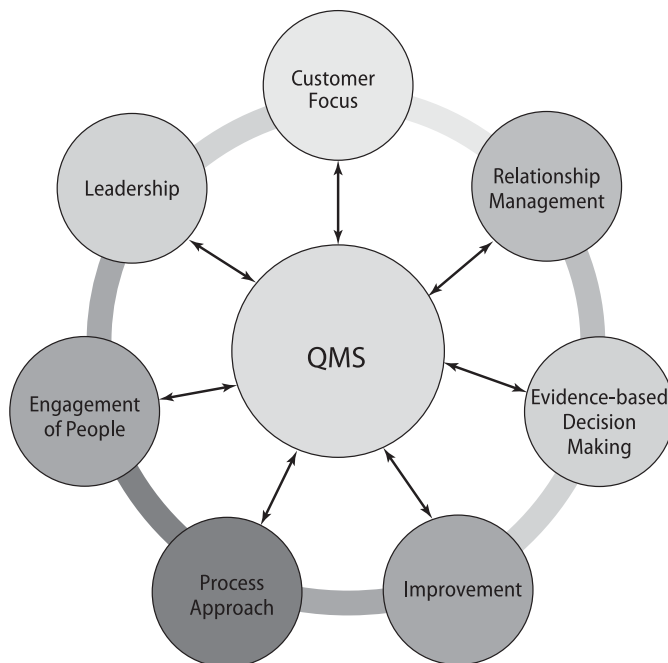 Customer
Focus
Relationship
Management
Evidence-based
Decision
Making
Improvement
Process
Approach
Engagement
of People
Leadership
QMS